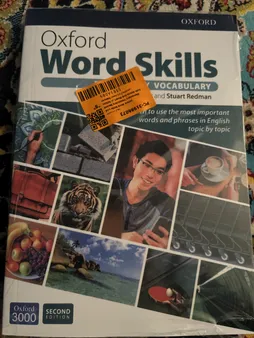 OXFORD
Oxford
Word Skills
VOCABULARY
and Stuart Redman
to use the most important
words and phrases in English
topic by topic
Oxford
3000
SECOND
EDITION